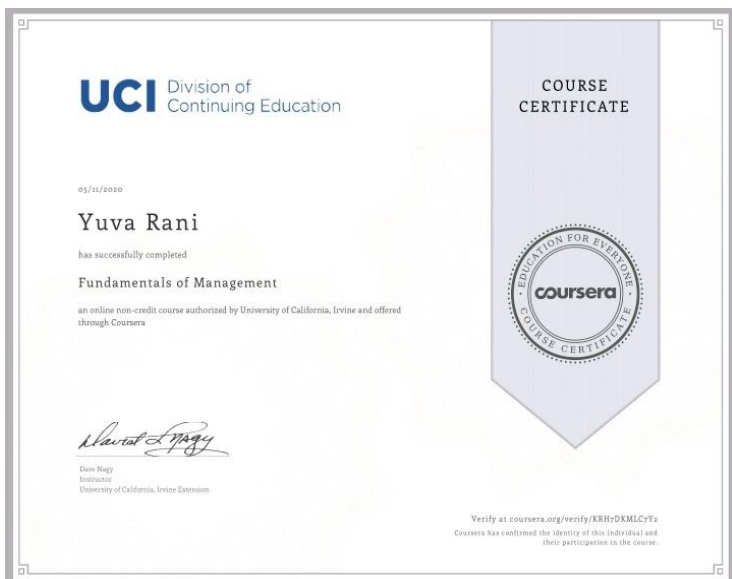 UCI Division of
Continuing Education
COURSE
CERTIFICATE
05/11/2020
Yuva Rani
has successfully completed
Fundamentals of Management
an online non-credit course authorized by University of California, Irvine and offered
through Coursera
EDUCATION FOR EVERYONE
coursera
COURSE CERTIFICATE
David L Nagy
Dave Nagy
Instructor
University of California, Irvine Extension
Verify at coursera.org/verify/KRH7DKMLC7Y2
Coursera has confirmed the identity of this individual and
their participation in the course.